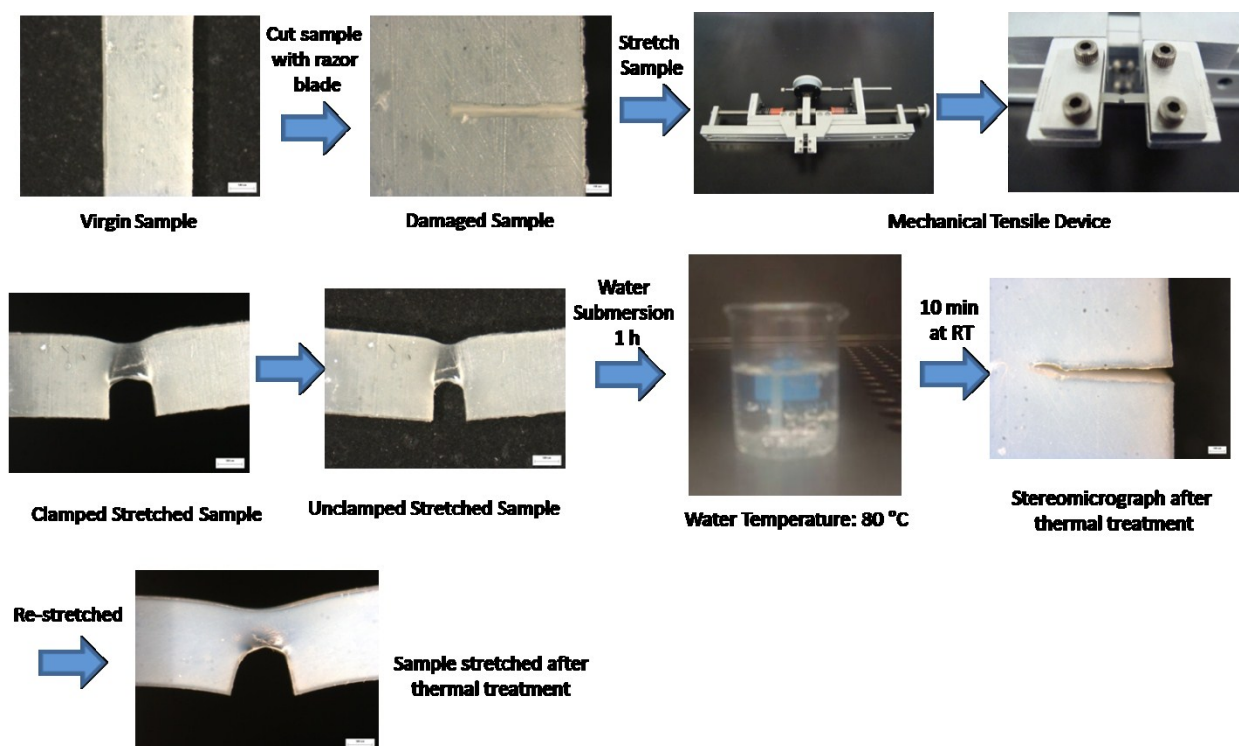 Cut sample
with razor
blade
Stretch
Sample
Virgin Sample
Damaged Sample
Mechanical Tensile Device
Water
Submersion
1 h
10 min
at RT
Clamped Stretched Sample
Unclamped Stretched Sample
Water Temperature: 80 °C
Stereomicrograph after
thermal treatment
Re-stretched
Sample stretched after
thermal treatment